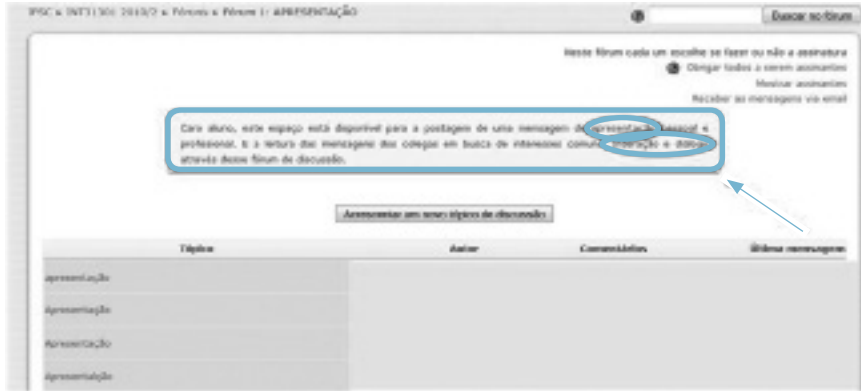 IFSC ▶ INT3130: 2010/2 ▶ Fóruns ▶ Fórum 1: APRESENTAÇÃO
Buscar no fórum
Neste fórum cada um escolhe se fazer ou não a assinatura
Obrigar todos a serem assinantes
Mostrar assinantes
Receber as mensagens via email
Caro aluno, este espaço está disponível para a postagem de uma mensagem de apresentação pessoal e
profissional. E a leitura das mensagens dos colegas em busca de interesses comuns, interação e diálogo
através desse fórum de discussão.
Acrescentar um novo tópico de discussão
Tópico Autor Comentários Última mensagem
apresentação
Apresentação
Apresentação
Apresentação